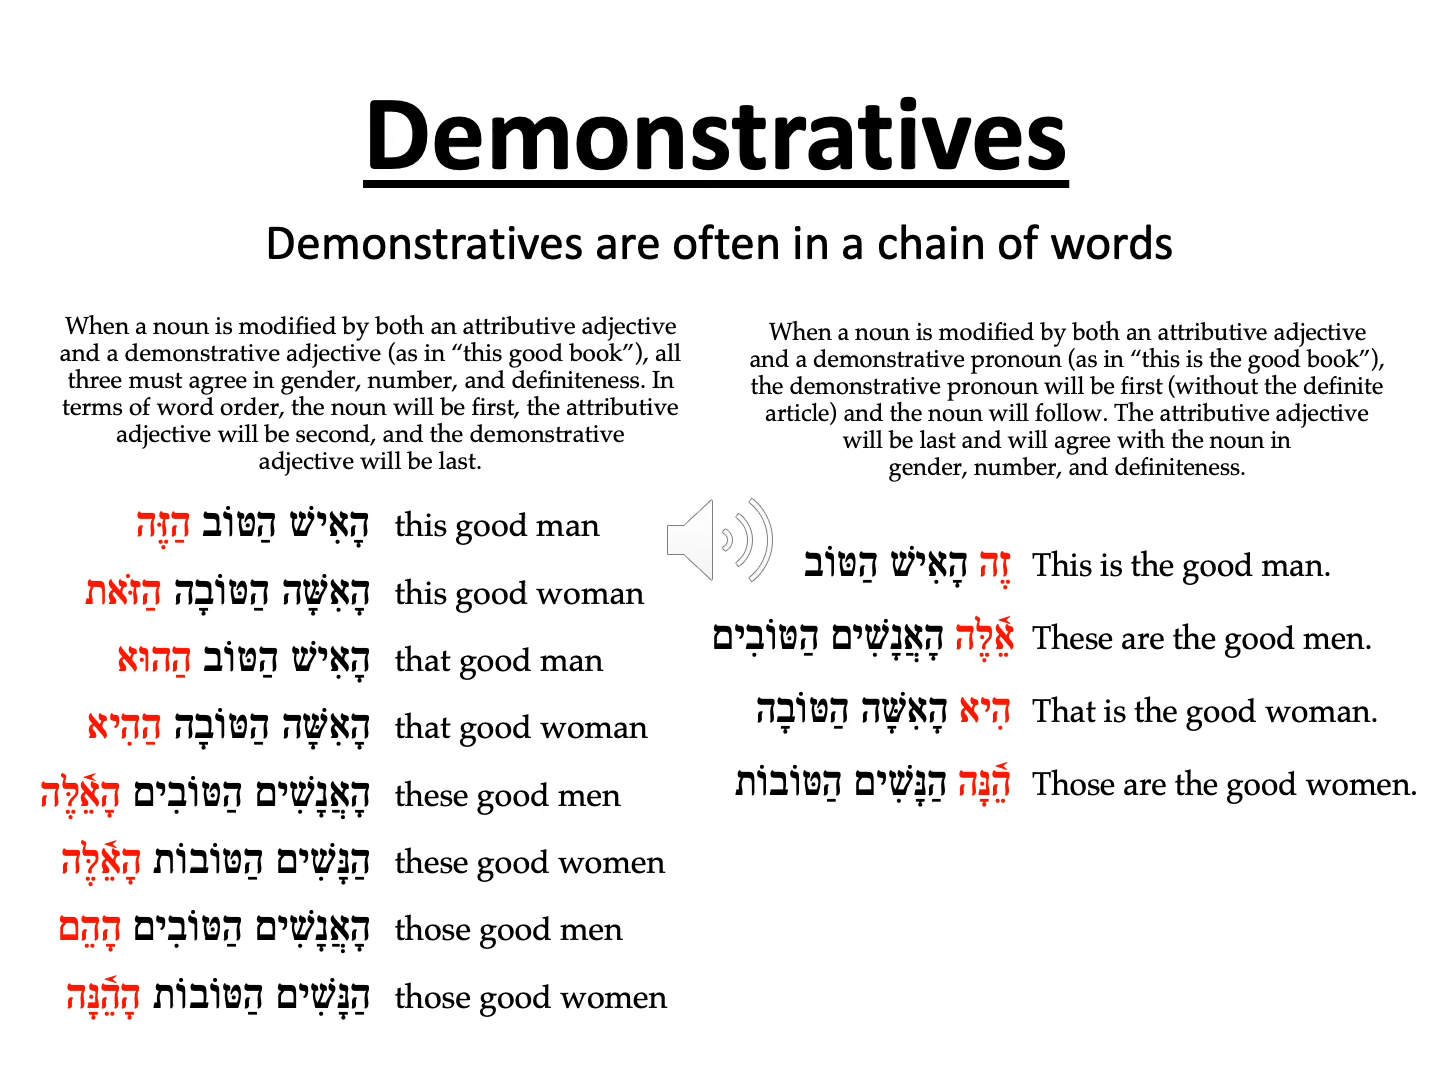 Demonstratives
Demonstratives are often in a chain of words
When a noun is modified by both an attributive adjective
and a demonstrative adjective (as in “this good book”), all
three must agree in gender, number, and definiteness. In
terms of word order, the noun will be first, the attributive
adjective will be second, and the demonstrative
adjective will be last.
הָאִישׁ הַטּוֹב הַזֶּה this good man
הָאִשָּׁה הַטּוֹבָה הַזֹּאת this good woman
הָאִישׁ הַטּוֹב הַהוּא that good man
הָאִשָּׁה הַטּוֹבָה הַהִיא that good woman
הָאֲנָשִׁים הַטּוֹבִים הָאֵ֫לֶּה these good men
הַנָּשִׁים הַטּוֹבוֹת הָאֵ֫לֶּה these good women
הָאֲנָשִׁים הַטּוֹבִים הָהֵם those good men
הַנָּשִׁים הַטּוֹבוֹת הָהֵ֫נָּה those good women
When a noun is modified by both an attributive adjective
and a demonstrative pronoun (as in “this is the good book”),
the demonstrative pronoun will be first (without the definite
article) and the noun will follow. The attributive adjective
will be last and will agree with the noun in
gender, number, and definiteness.
זֶה הָאִישׁ הַטּוֹב This is the good man.
אֵ֫לֶּה הָאֲנָשִׁים הַטּוֹבִים These are the good men.
הִיא הָאִשָּׁה הַטּוֹבָה That is the good woman.
הֵ֫נָּה הַנָּשִׁים הַטּוֹבוֹת Those are the good women.